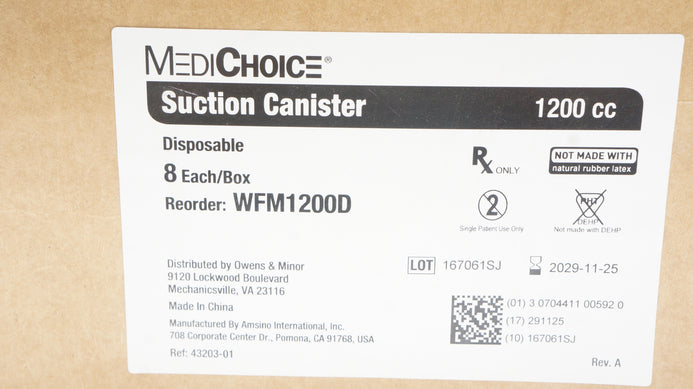 MEDICHOICE®
Suction Canister 1200 cc
Disposable
8 Each/Box
Reorder: WFM1200D
Rx ONLY
NOT MADE WITH
natural rubber latex
2
Single Patient Use Only
PHT
DEHP
Not made with DEHP
LOT 167061SJ
2029-11-25
Distributed by Owens & Minor
9120 Lockwood Boulevard
Mechanicsville, VA 23116
Made In China
Manufactured By Amsino International, Inc.
708 Corporate Center Dr., Pomona, CA 91768, USA
Ref: 43203-01
(01) 3 0704411 00592 0
(17) 291125
(10) 167061SJ
Rev. A